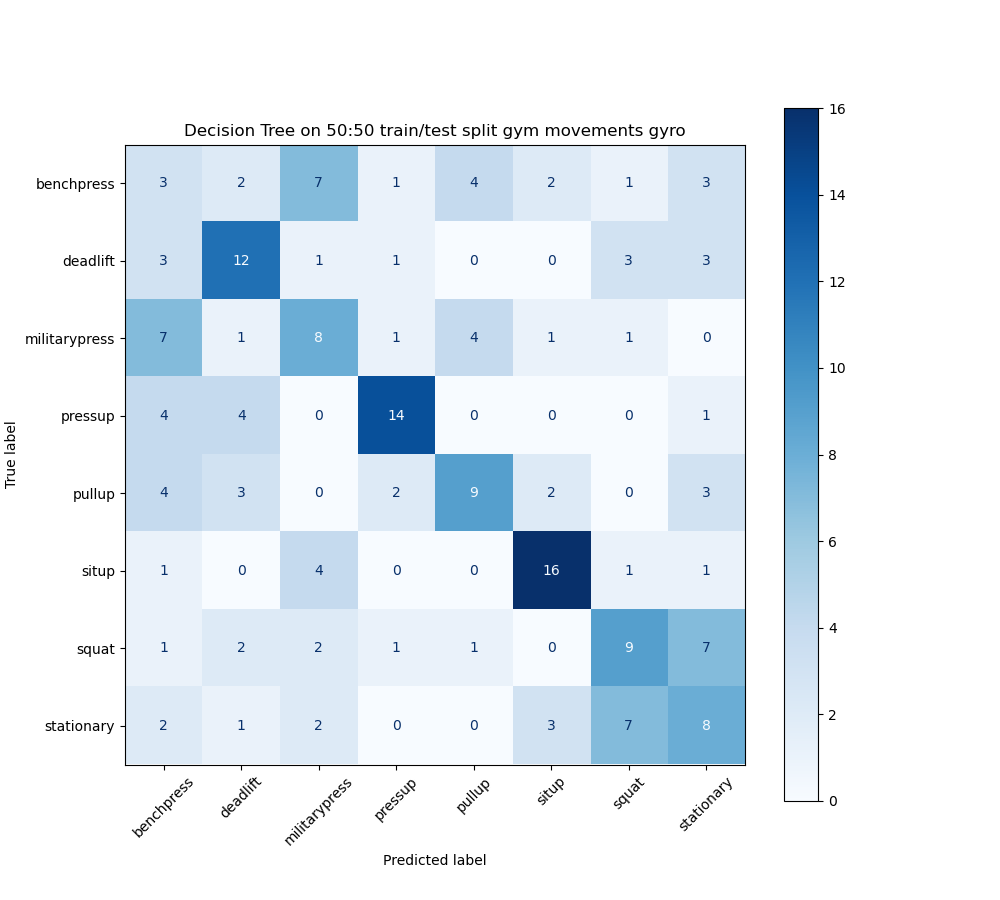 Decision Tree on 50:50 train/test split gym movements gyro
benchpress 3 2 7 1 4 2 1 3
deadlift 3 12 1 1 0 0 3 3
militarypress 7 1 8 1 4 1 1 0
pressup 4 4 0 14 0 0 0 1
pullup 4 3 0 2 9 2 0 3
situp 1 0 4 0 0 16 1 1
squat 1 2 2 1 1 0 9 7
stationary 2 1 2 0 0 3 7 8
True label
benchpress deadlift militarypress pressup pullup situp squat stationary
Predicted label
16
14
12
10
8
6
4
2
0